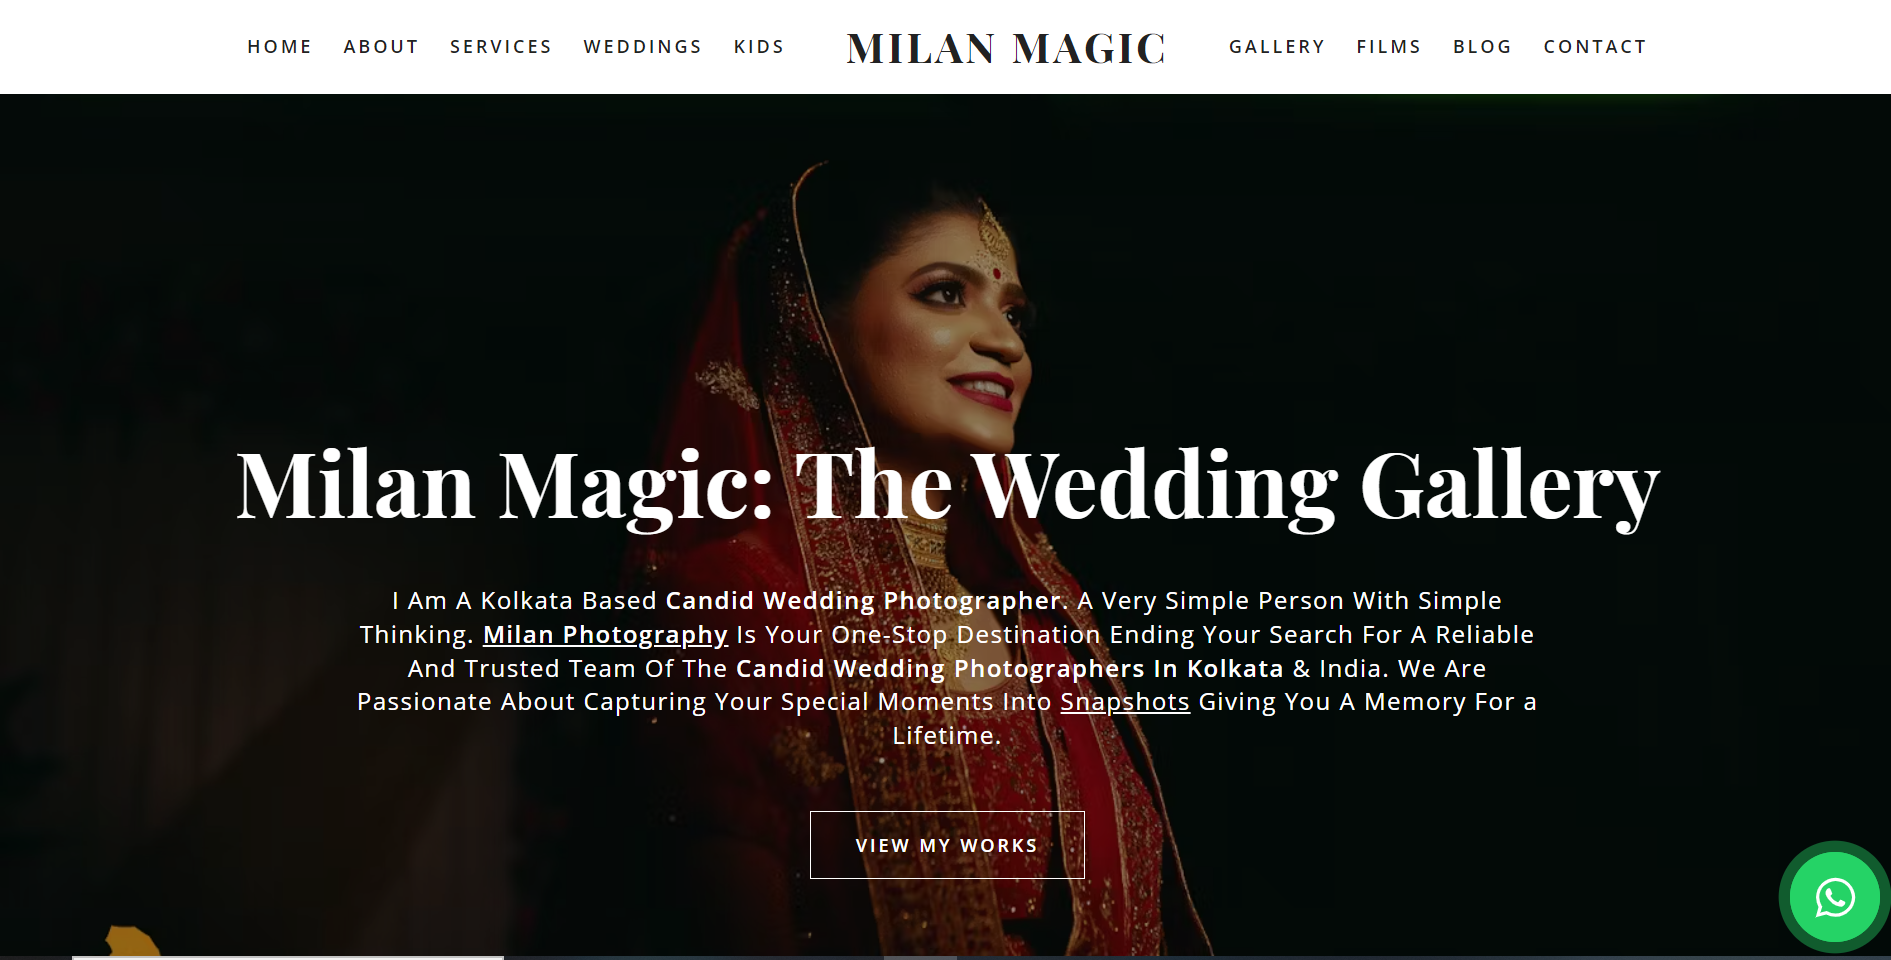 HOME ABOUT SERVICES WEDDINGS KIDS MILAN MAGIC GALLERY FILMS BLOG CONTACT
Milan Magic: The Wedding Gallery
I Am A Kolkata Based Candid Wedding Photographer. A Very Simple Person With Simple
Thinking. Milan Photography Is Your One-Stop Destination Ending Your Search For A Reliable
And Trusted Team Of The Candid Wedding Photographers In Kolkata & India. We Are
Passionate About Capturing Your Special Moments Into Snapshots Giving You A Memory For a
Lifetime.
VIEW MY WORKS